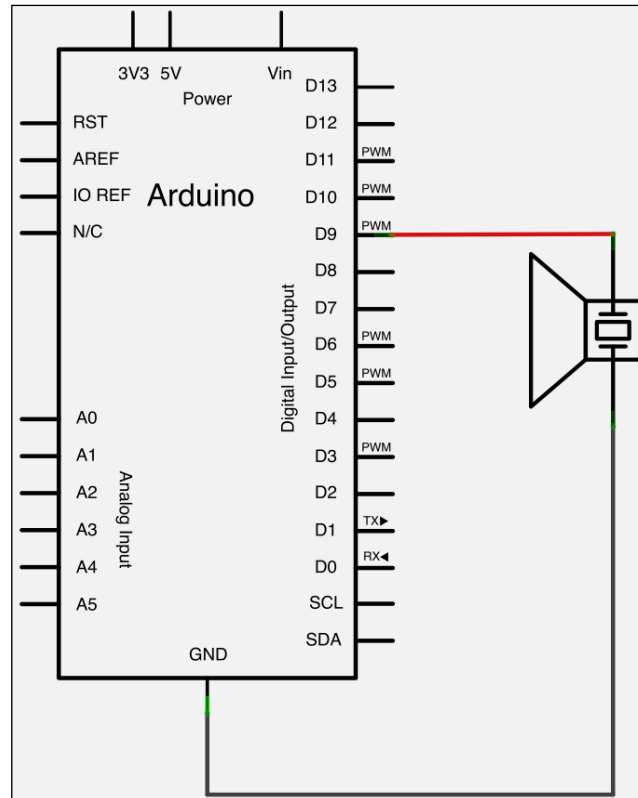 3V3 5V Vin
Power
RST
AREF
IO REF
N/C
Arduino
A0
A1
A2
A3
A4
A5
Analog Input
Digital Input/Output
D13
D12
D11 PWM
D10 PWM
D9 PWM
D8
D7
D6 PWM
D5 PWM
D4
D3 PWM
D2
D1 TX▶
D0 RX◀
SCL
SDA
GND